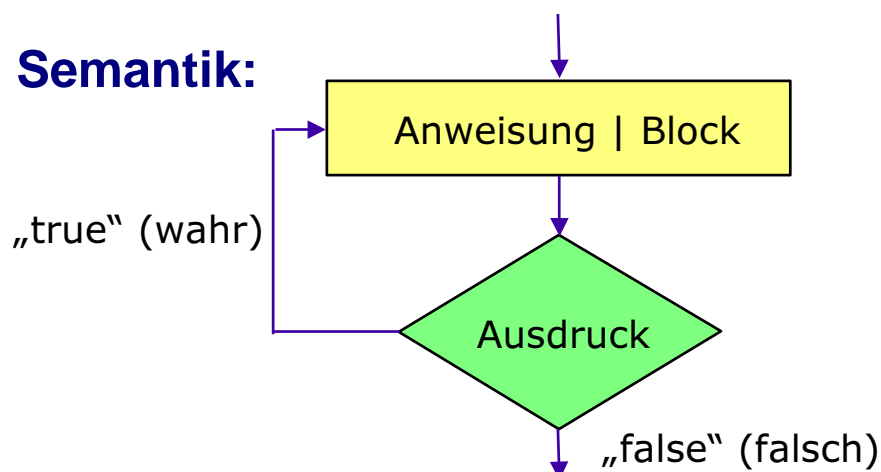 Semantik:
Anweisung | Block
„true“ (wahr)
Ausdruck
„false“ (falsch)